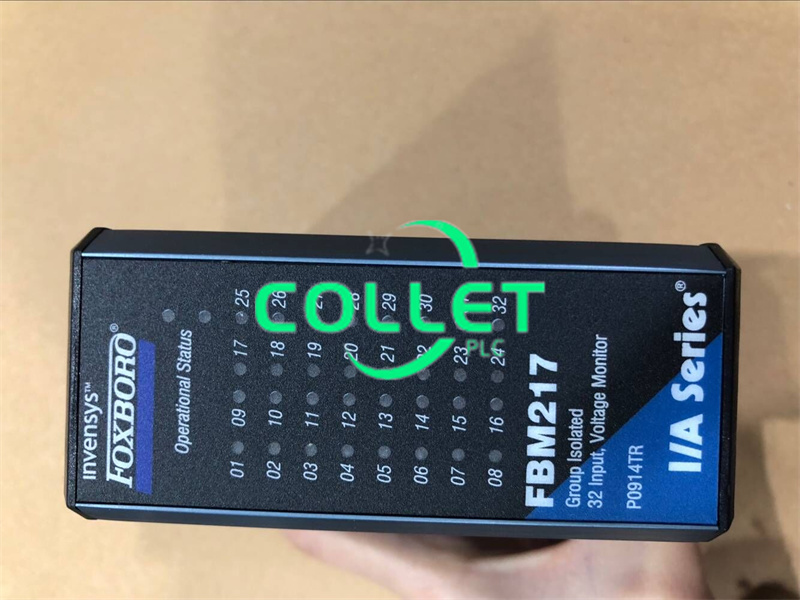 Invensys™
FOXBORO®
Operational Status
01 09 17 25
02 10 18 26
03 11 19
04 12 20 28
05 13 21 29
06 14 22 30
07 15 23
08 16 24 32
FBM217
Group Isolated
32 Input, Voltage Monitor
P0914TR
I/A Series®
COLLET
PLC